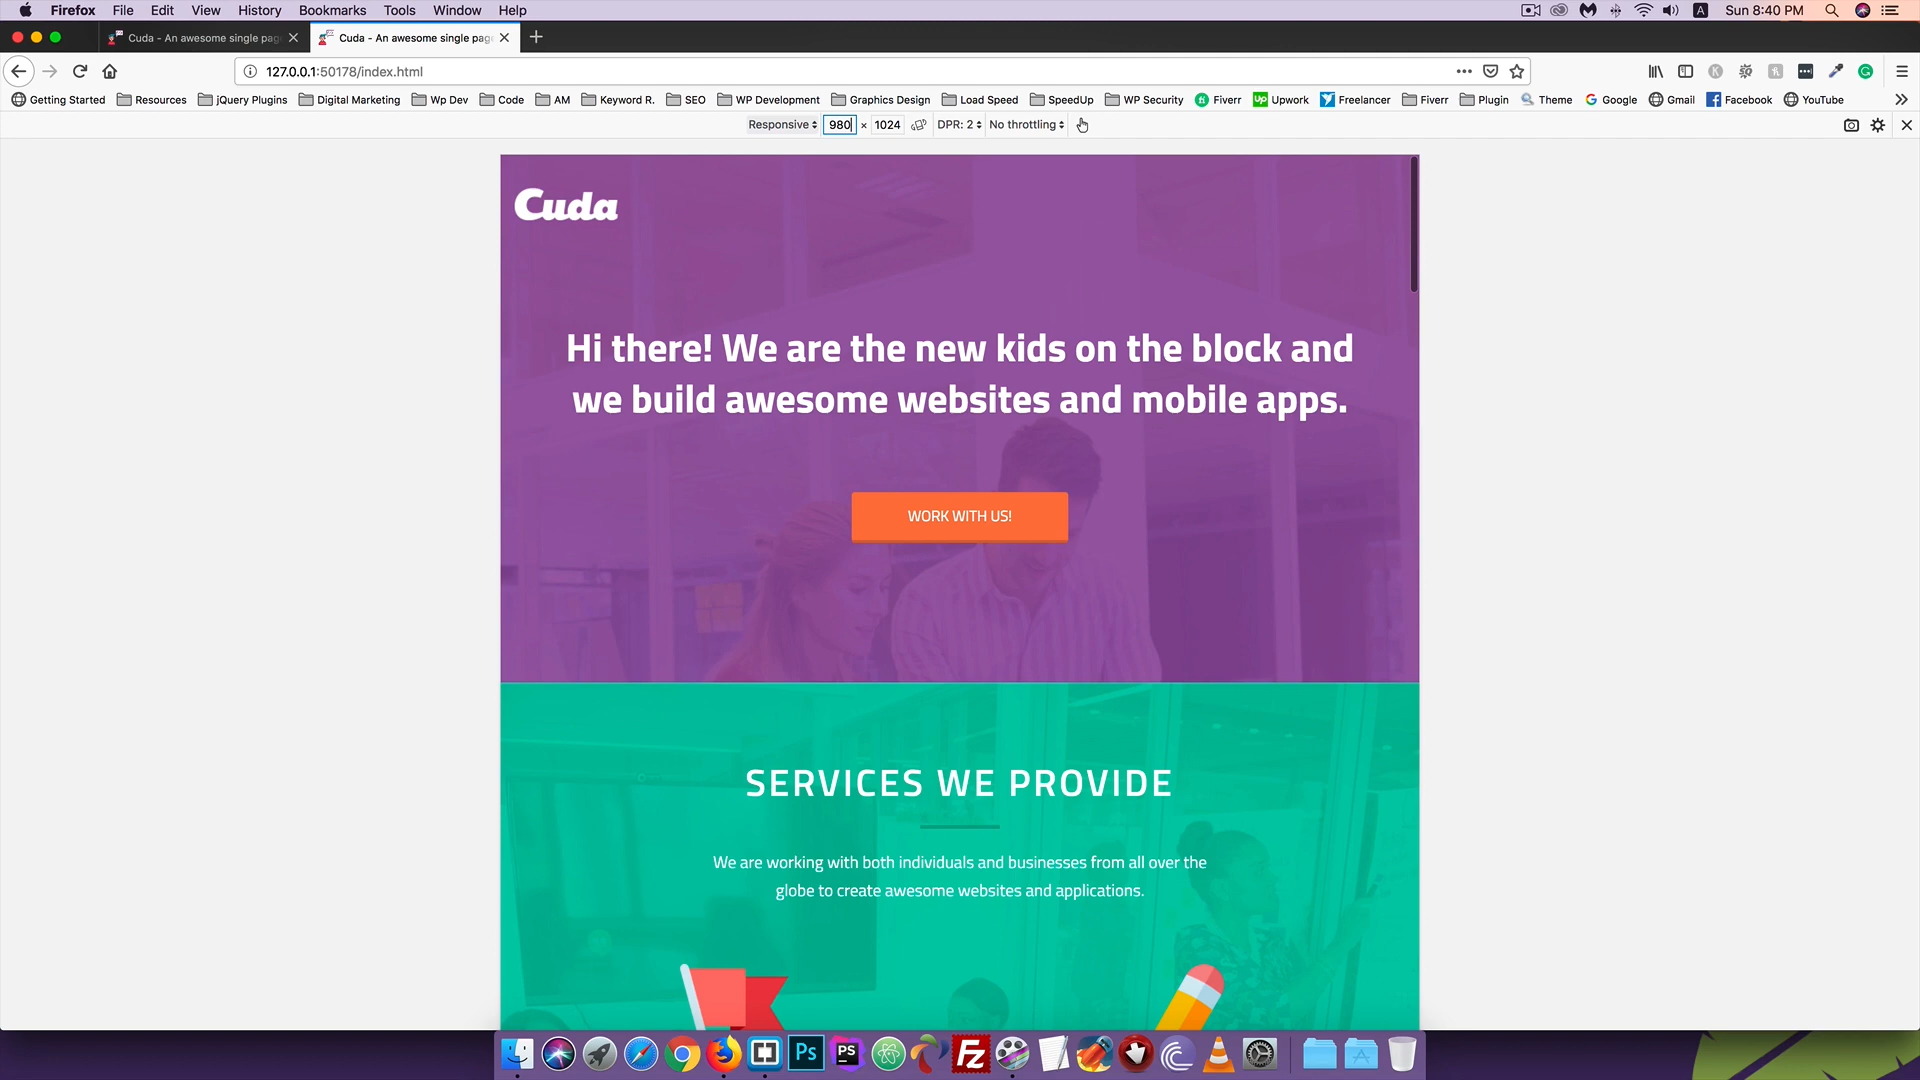 Firefox File Edit View History Bookmarks Tools Window Help
A Sun 8:40 PM
Cuda - An awesome single pag
Cuda - An awesome single pag
127.0.0.1:50178/index.html
Getting Started Resources jQuery Plugins Digital Marketing Wp Dev Code AM Keyword R. SEO WP Development Graphics Design Load Speed SpeedUp WP Security Fiverr Upwork Freelancer Fiverr Plugin Theme Google Gmail Facebook YouTube
Responsive 980 × 1024 DPR: 2 No throttling
Cuda
Hi there! We are the new kids on the block and
we build awesome websites and mobile apps.
WORK WITH US!
SERVICES WE PROVIDE
We are working with both individuals and businesses from all over the
globe to create awesome websites and applications.
Ps PS FZ